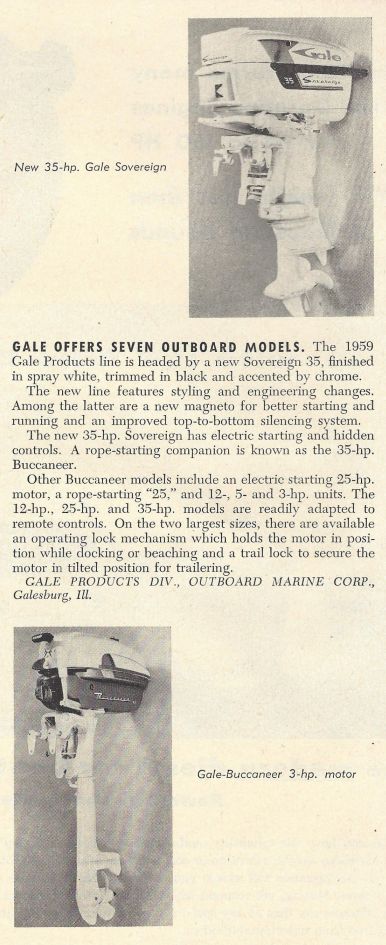 Gale
35 Sovereign
New 35-hp. Gale Sovereign
GALE OFFERS SEVEN OUTBOARD MODELS. The 1959
Gale Products line is headed by a new Sovereign 35, finished
in spray white, trimmed in black and accented by chrome.
The new line features styling and engineering changes.
Among the latter are a new magneto for better starting and
running and an improved top-to-bottom silencing system.
The new 35-hp. Sovereign has electric starting and hidden
controls. A rope-starting companion is known as the 35-hp.
Buccaneer.
Other Buccaneer models include an electric starting 25-hp.
motor, a rope-starting “25,” and 12-, 5- and 3-hp. units. The
12-hp., 25-hp. and 35-hp. models are readily adapted to
remote controls. On the two largest sizes, there are available
an operating lock mechanism which holds the motor in posi-
tion while docking or beaching and a trail lock to secure the
motor in tilted position for trailering.
GALE PRODUCTS DIV., OUTBOARD MARINE CORP.,
Galesburg, Ill.
Buccaneer
Gale-Buccaneer 3-hp. motor